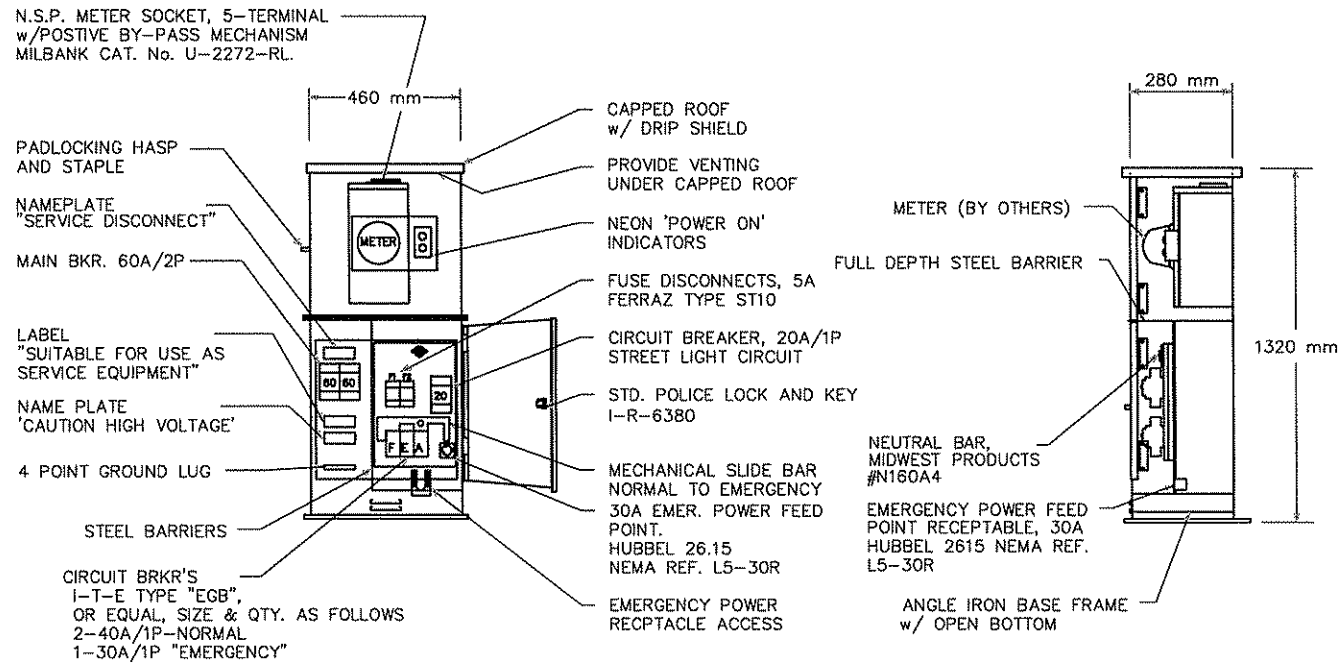 N.S.P. METER SOCKET, 5-TERMINAL
w/POSTIVE BY-PASS MECHANISM
MILBANK CAT. No. U-2272-RL.
460 mm
PADLOCKING HASP
AND STAPLE
NAMEPLATE
"SERVICE DISCONNECT"
MAIN BKR. 60A/2P
LABEL
"SUITABLE FOR USE AS
SERVICE EQUIPMENT"
NAME PLATE
'CAUTION HIGH VOLTAGE'
4 POINT GROUND LUG
STEEL BARRIERS
CIRCUIT BRKR'S
I-T-E TYPE "EGB",
OR EQUAL, SIZE & QTY. AS FOLLOWS
2-40A/1P-NORMAL
1-30A/1P "EMERGENCY"
METER
60 60
20
F E A
CAPPED ROOF
w/ DRIP SHIELD
PROVIDE VENTING
UNDER CAPPED ROOF
NEON 'POWER ON'
INDICATORS
FUSE DISCONNECTS, 5A
FERRAZ TYPE ST10
CIRCUIT BREAKER, 20A/1P
STREET LIGHT CIRCUIT
STD. POLICE LOCK AND KEY
I-R-6380
MECHANICAL SLIDE BAR
NORMAL TO EMERGENCY
30A EMER. POWER FEED
POINT.
HUBBEL 26.15
NEMA REF. L5-30R
EMERGENCY POWER
RECPTACLE ACCESS
280 mm
METER (BY OTHERS)
FULL DEPTH STEEL BARRIER
1320 mm
NEUTRAL BAR,
MIDWEST PRODUCTS
#N160A4
EMERGENCY POWER FEED
POINT RECEPTABLE, 30A
HUBBEL 2615 NEMA REF.
L5-30R
ANGLE IRON BASE FRAME
w/ OPEN BOTTOM